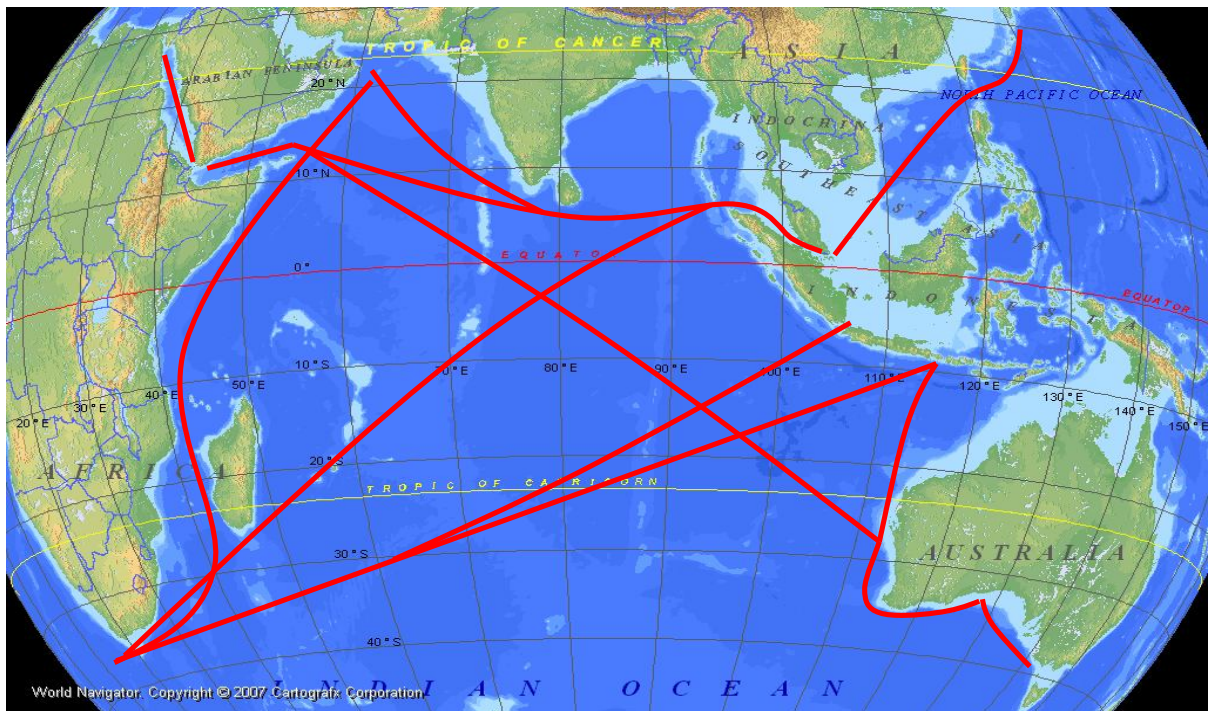 TROPIC OF CANCER
ASIA
ARABIAN PENINSULA
20°N
NORTH PACIFIC OCEAN
INDOCHINA
10°N
SOUTHEAST ASIA
0°
EQUATO
EQUATOR
INDONESIA
10°S
20°E
30°E
40°E
50°E
70°E
80°E
90°E
100°E
110°E
120°E
130°E
140°E
150°E
AFRICA
20°S
TROPIC OF CAPRICORN
30°S
AUSTRALIA
40°S
INDIAN OCEAN
World Navigator. Copyright © 2007 Cartografx Corporation